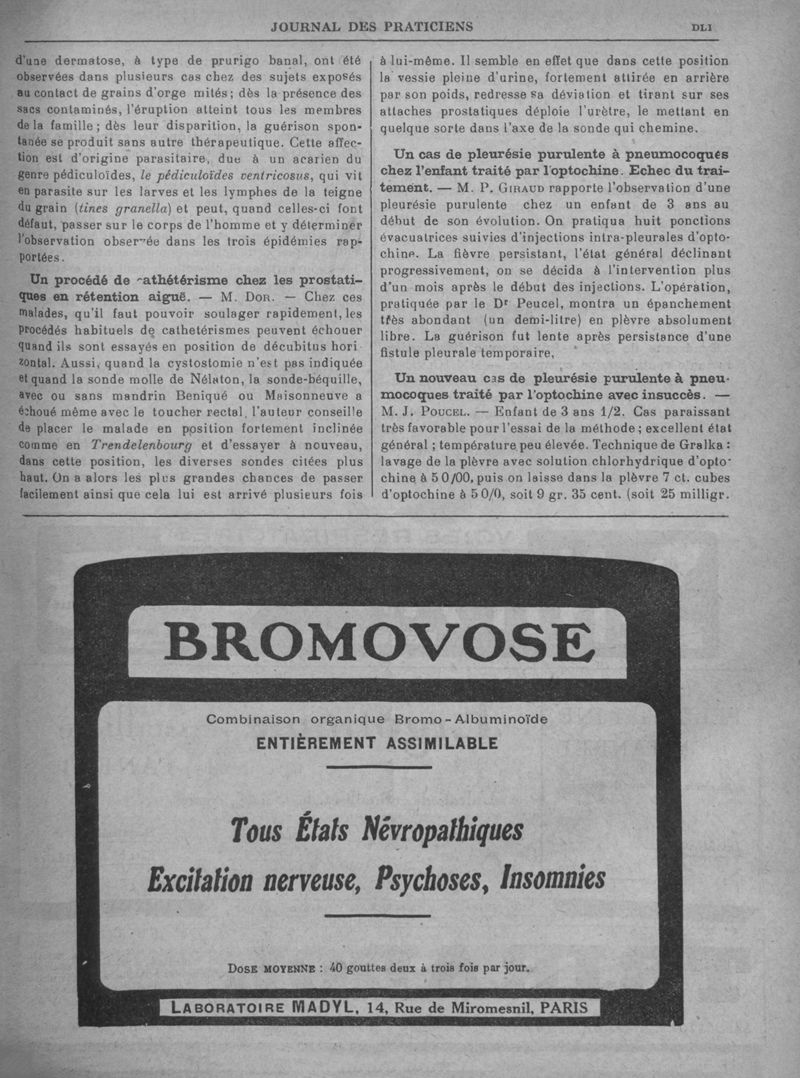 JOURNAL DES PRATICIENS
DLI
d'une dermatose, à type de prurigo banal, ont été
observées dans plusieurs cas chez des sujets exposés
au contact de grains d'orge mités; dès la présence des
sacs contaminés, l'éruption atteint tous les membres
de la famille; dès leur disparition, la guérison spon-
tanée se produit sans autre thérapeutique. Cette affec-
tion est d'origine parasitaire, due à un acarien du
genre pédiculoïdes, le pédiculoïdes ventricosus, qui vit
en parasite sur les larves et les lymphes de la teigne
du grain (tines granella) et peut, quand celles-ci font
défaut, passer sur le corps de l'homme et y déterminer
l'observation observée dans les trois épidémies rap-
portées.
Un procédé de cathétérisme chez les prostati-
ques en rétention aiguë. — M. DOR. — Chez ces
malades, qu'il faut pouvoir soulager rapidement, les
procédés habituels de cathetérismes peuvent échouer
quand ils sont essayés en position de décubitus hori-
zontal. Aussi, quand la cystostomie n'est pas indiquée
et quand la sonde molle de Nélaton, la sonde-béquille,
avec ou sans mandrin Beniqué ou Maisonneuve a
échoué même avec le toucher rectal, l'auteur conseille
de placer le malade en position fortement inclinée
comme en Trendelenbourg et d'essayer à nouveau,
dans cette position, les diverses sondes citées plus
haut. On a alors les plus grandes chances de passer
facilement ainsi que cela lui est arrivé plusieurs fois
à lui-même. Il semble en effet que dans cette position
la vessie pleine d'urine, fortement attirée en arrière
par son poids, redresse sa déviation et tirant sur ses
attaches prostatiques déploie l'urètre, le mettant en
quelque sorte dans l'axe de la sonde qui chemine.
Un cas de pleurésie purulente à pneumocoques
chez l'enfant traité par l'optochine. Echec du trai-
tement. — M. P. GIRAUD rapporte l'observation d'une
pleurésie purulente chez un enfant de 3 ans au
début de son évolution. On pratiqua huit ponctions
évacuatrices suivies d'injections intra-pleurales d'opto-
chine. La fièvre persistant, l'état général déclinant
progressivement, on se décida à l'intervention plus
d'un mois après le début des injections. L'opération,
pratiquée par le Dr Peucel, montra un épanchement
très abondant (un demi-litre) en plèvre absolument
libre. La guérison fut lente après persistance d'une
fistule pleurale temporaire.
Un nouveau cas de pleurésie purulente à pneu-
mocoques traité par l'optochine avec insuccès. —
M. J. POUCEL. — Enfant de 3 ans 1/2. Cas paraissant
très favorable pour l'essai de la méthode; excellent état
général; température peu élevée. Technique de Gralka:
lavage de la plèvre avec solution chlorhydrique d'opto-
chine à 5 0/00, puis on laisse dans la plèvre 7 ct. cubes
d'optochine à 5 0/0, soit 9 gr. 35 cent. (soit 25 milligr.
BROMOVOSE
Combinaison organique Bromo-Albuminoïde
ENTIÈREMENT ASSIMILABLE
Tous États Névropathiques
Excitation nerveuse, Psychoses, Insomnies
DOSE MOYENNE : 40 gouttes deux à trois fois par jour.
LABORATOIRE MADYL, 14, Rue de Miromesnil, PARIS